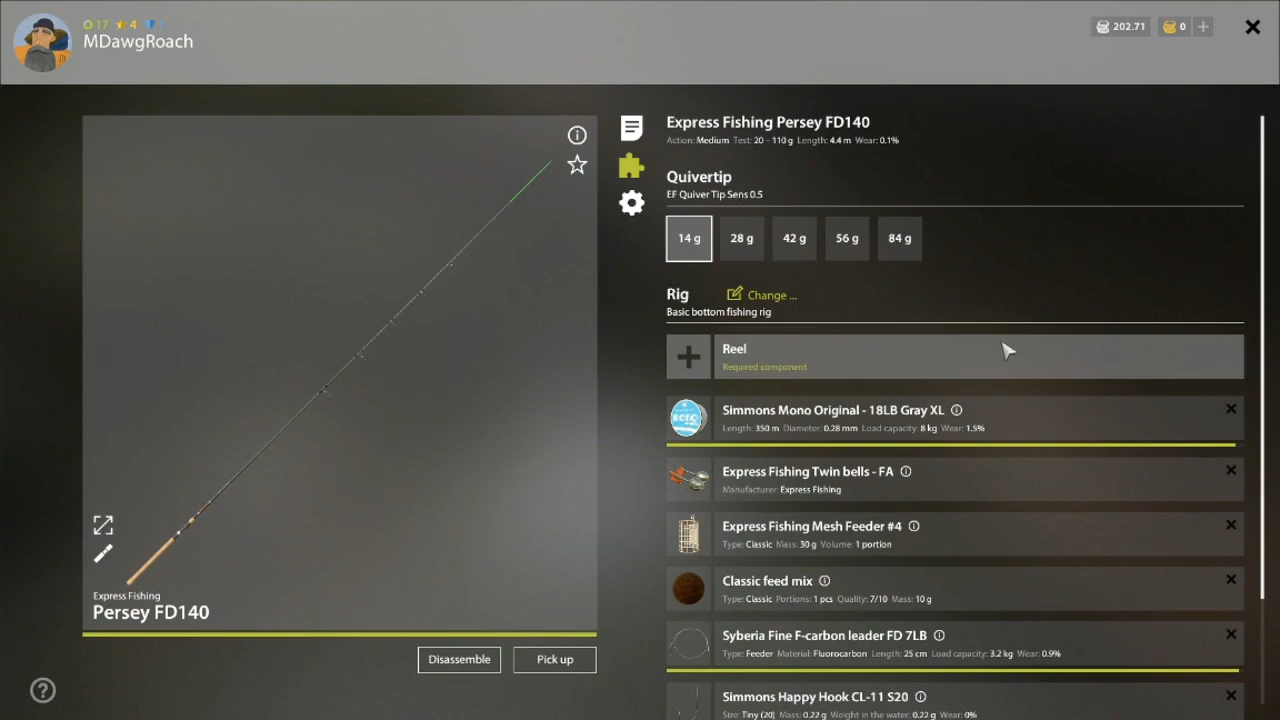 17 4
MDawgRoach
202.71
0
Express Fishing Persey FD140
Action: Medium Test: 20 - 110 g Length: 4.4 m Wear: 0.1%
Quivertip
EF Quiver Tip Sens 0.5
14 g
28 g
42 g
56 g
84 g
Rig
Change ...
Basic bottom fishing rig
Reel
Required component
Simmons Mono Original - 18LB Gray XL
Length: 350 m Diameter: 0.28 mm Load capacity: 8 kg Wear: 1.5%
Express Fishing Twin bells - FA
Manufacturer: Express Fishing
Express Fishing Mesh Feeder #4
Type: Classic Mass: 30 g Volume: 1 portion
Classic feed mix
Type: Classic Portions: 1 pcs Quality: 7/10 Mass: 10 g
Syberia Fine F-carbon leader FD 7LB
Type: Feeder Material: Fluorocarbon Length: 25 cm Load capacity: 3.2 kg Wear: 0.9%
Simmons Happy Hook CL-11 S20
Size: Tiny (20) Mass: 0.22 g Weight in the water: 0.22 g Wear: 0%
Express Fishing
Persey FD140
Disassemble
Pick up